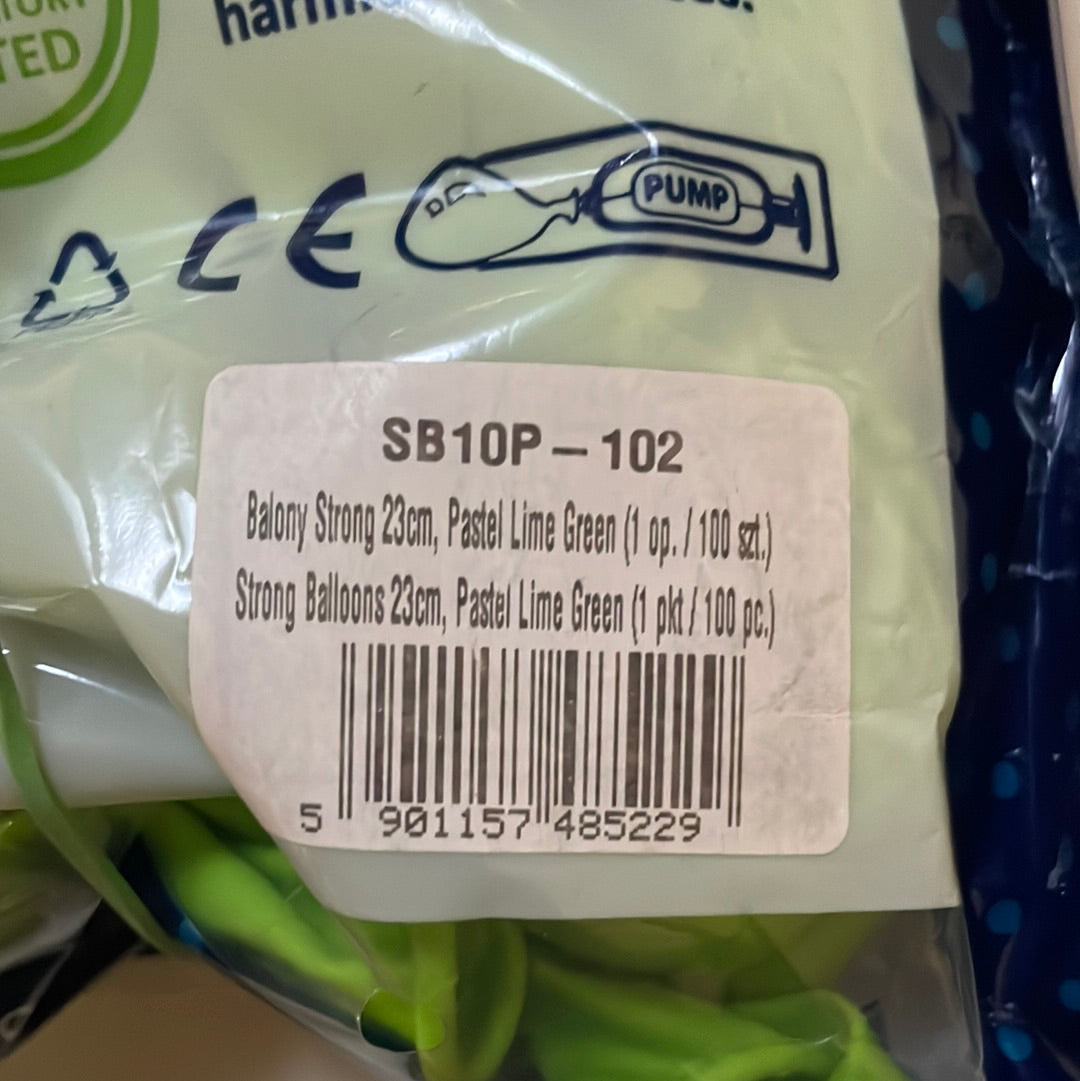 TED
CE
PUMP
SB10P – 102
Balony Strong 23cm, Pastel Lime Green (1 op. / 100 szt.)
Strong Balloons 23cm, Pastel Lime Green (1 pkt / 100 pc.)
5 901157 485229